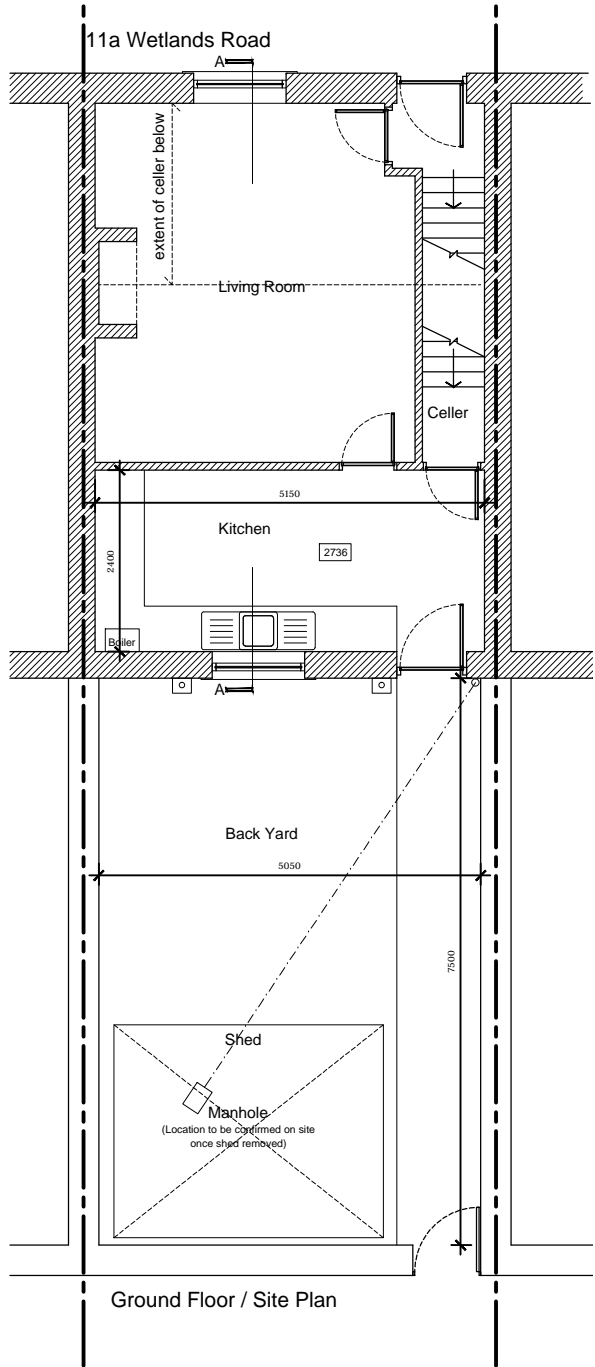 11a Wetlands Road
A
extent of celler below
Living Room
Celler
5150
Kitchen
2736
2400
Boiler
A
Back Yard
5050
7500
Shed
Manhole
(Location to be confirmed on site
once shed removed)
Ground Floor / Site Plan